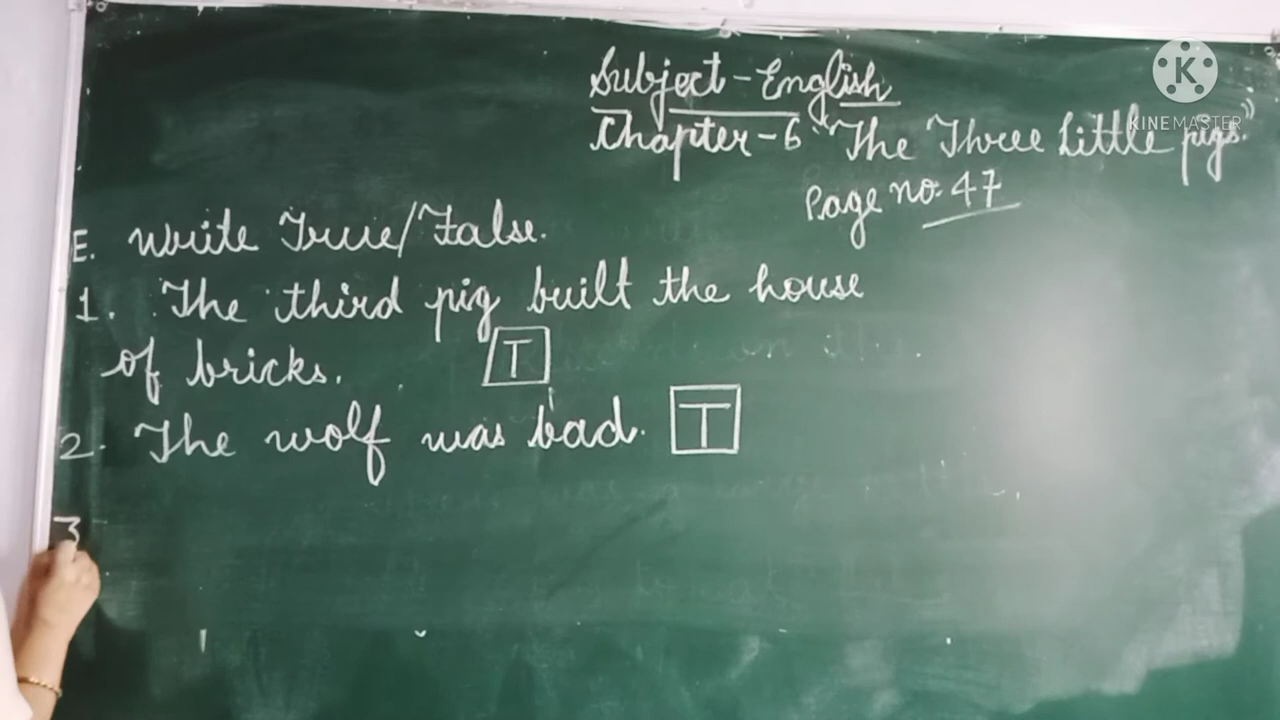 Subject - English
Chapter - 6 "The Three Little pigs."
Page no. 47
E. Write True/False.
1. The third pig built the house
of bricks. T
2. The wolf was bad. T
3
K
KINEMASTER